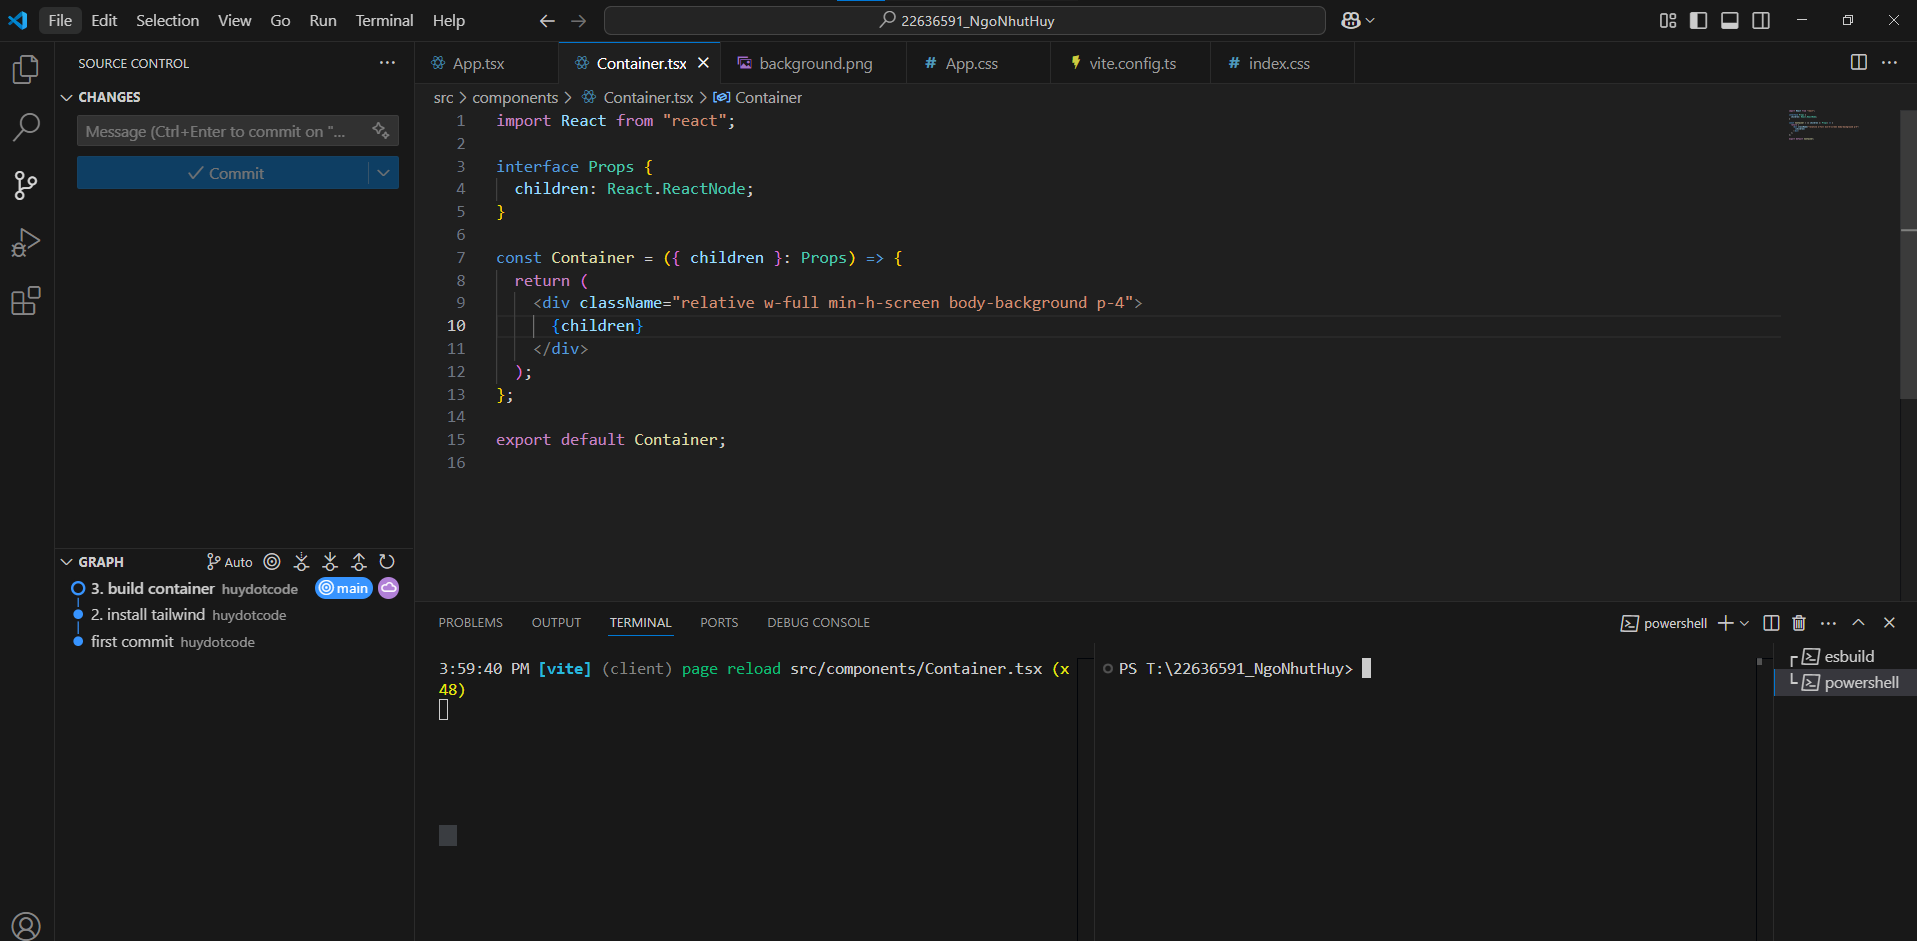 File Edit Selection View Go Run Terminal Help
22636591_NgoNhutHuy
SOURCE CONTROL
CHANGES
Message (Ctrl+Enter to commit on "...
Commit
GRAPH
Auto
3. build container huydotcode main
2. install tailwind huydotcode
first commit huydotcode
App.tsx Container.tsx background.png App.css vite.config.ts index.css
src > components > Container.tsx > Container
1 import React from "react";
2
3 interface Props {
4 children: React.ReactNode;
5 }
6
7 const Container = ({ children }: Props) => {
8 return (
9 <div className="relative w-full min-h-screen body-background p-4">
10 {children}
11 </div>
12 );
13 };
14
15 export default Container;
16
PROBLEMS OUTPUT TERMINAL PORTS DEBUG CONSOLE
powershell
3:59:40 PM [vite] (client) page reload src/components/Container.tsx (x
48)
PS T:\22636591_NgoNhutHuy>
esbuild
powershell